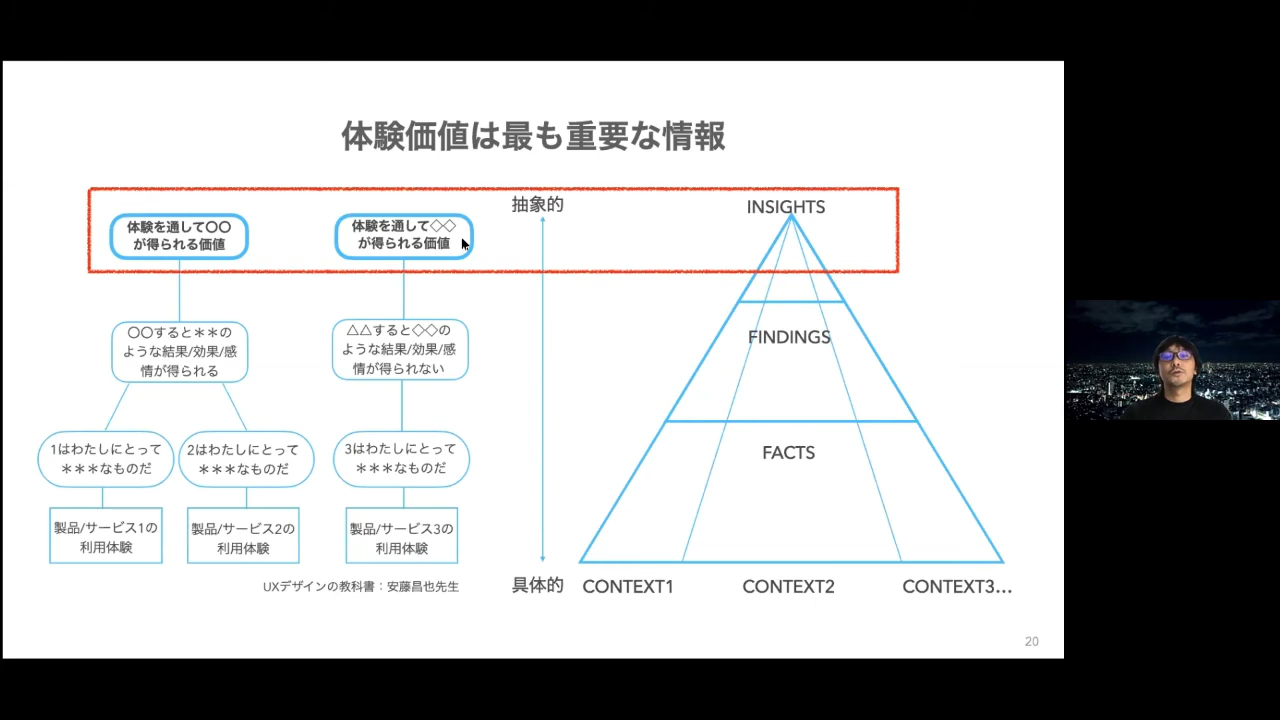 体験価値は最も重要な情報
体験を通して〇〇
が得られる価値
体験を通して◇◇
が得られる価値
抽象的
INSIGHTS
〇〇すると＊＊の
ような結果/効果/感
情が得られる
△△すると◇◇の
ような結果/効果/感
情が得られない
FINDINGS
1はわたしにとって
＊＊＊なものだ
2はわたしにとって
＊＊＊なものだ
3はわたしにとって
＊＊＊なものだ
FACTS
製品/サービス1の
利用体験
製品/サービス2の
利用体験
製品/サービス3の
利用体験
UXデザインの教科書：安藤昌也先生
具体的
CONTEXT1
CONTEXT2
CONTEXT3...
20